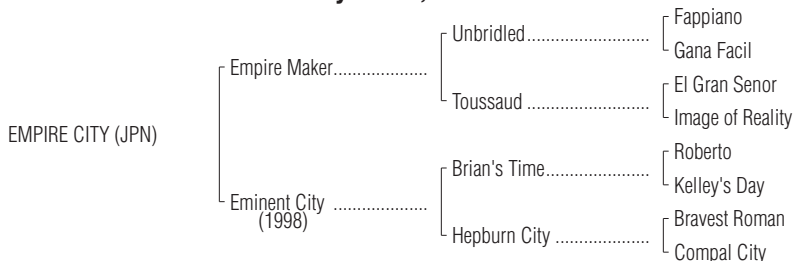 Fappiano
Unbridled
Gana Facil
Empire Maker
El Gran Senor
Toussaud
Image of Reality
EMPIRE CITY (JPN)
Roberto
Brian's Time
Kelley's Day
Eminent City
(1998)
Bravest Roman
Hepburn City
Compal City